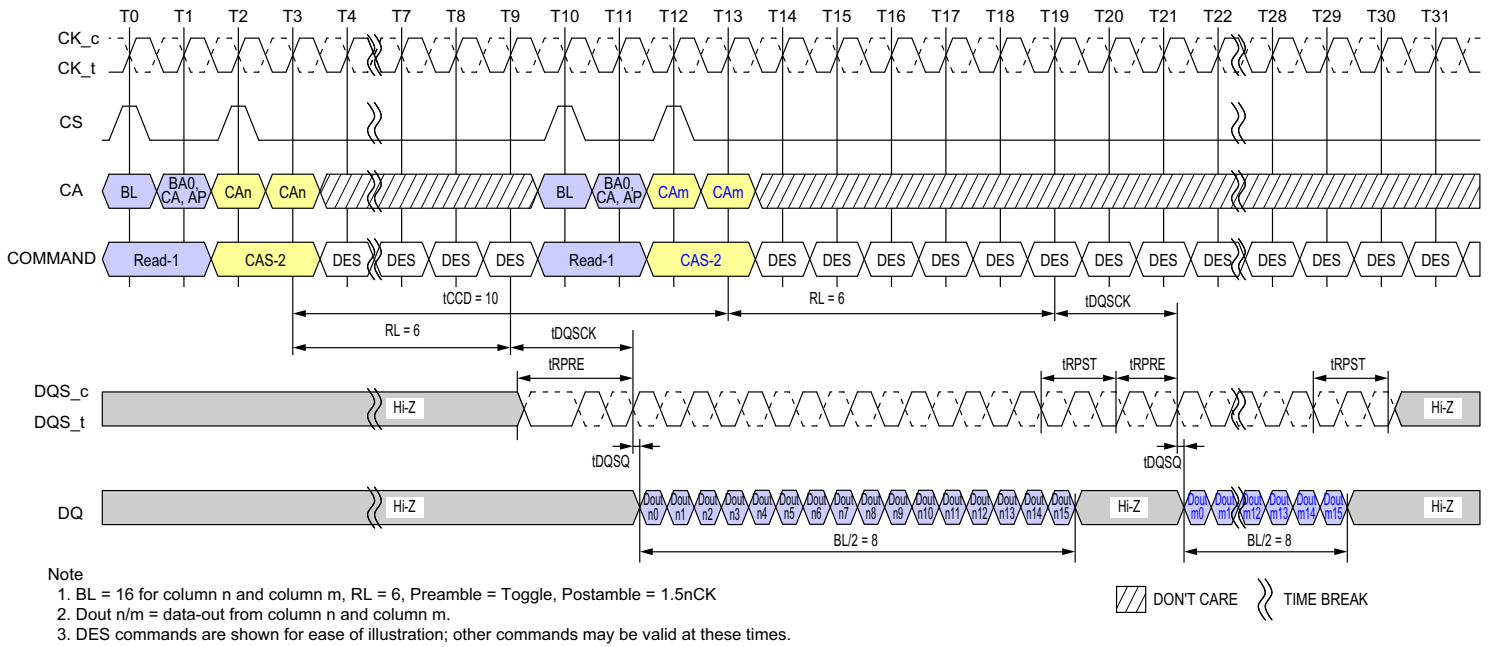 T0 T1 T2 T3 T4 T7 T8 T9 T10 T11 T12 T13 T14 T15 T16 T17 T18 T19 T20 T21 T22 T28 T29 T30 T31
CK_c
CK_t
CS
CA
BL
BA0,
CA, AP
CAn
CAn
BL
BA0,
CA, AP
CAm
CAm
COMMAND
Read-1 CAS-2 DES DES DES DES Read-1 CAS-2 DES DES DES DES DES DES DES DES DES DES DES DES DES
tCCD = 10 RL = 6 tDQSCK
RL = 6 tDQSCK
tRPRE tRPST tRPRE tRPST
DQS_c
DQS_t
Hi-Z Hi-Z
tDQSQ tDQSQ
DQ
Hi-Z
Dout Dout Dout Dout Dout Dout Dout Dout Dout Dout Dout Dout Dout Dout Dout Dout
n0 n1 n2 n3 n4 n5 n6 n7 n8 n9 n10 n11 n12 n13 n14 n15
Hi-Z
Dout Dout Dout Dout Dout Dout
m0 m1 m12 m13 m14 m15
Hi-Z
BL/2 = 8 BL/2 = 8
Note
1. BL = 16 for column n and column m, RL = 6, Preamble = Toggle, Postamble = 1.5nCK
2. Dout n/m = data-out from column n and column m.
3. DES commands are shown for ease of illustration; other commands may be valid at these times.
DON'T CARE TIME BREAK